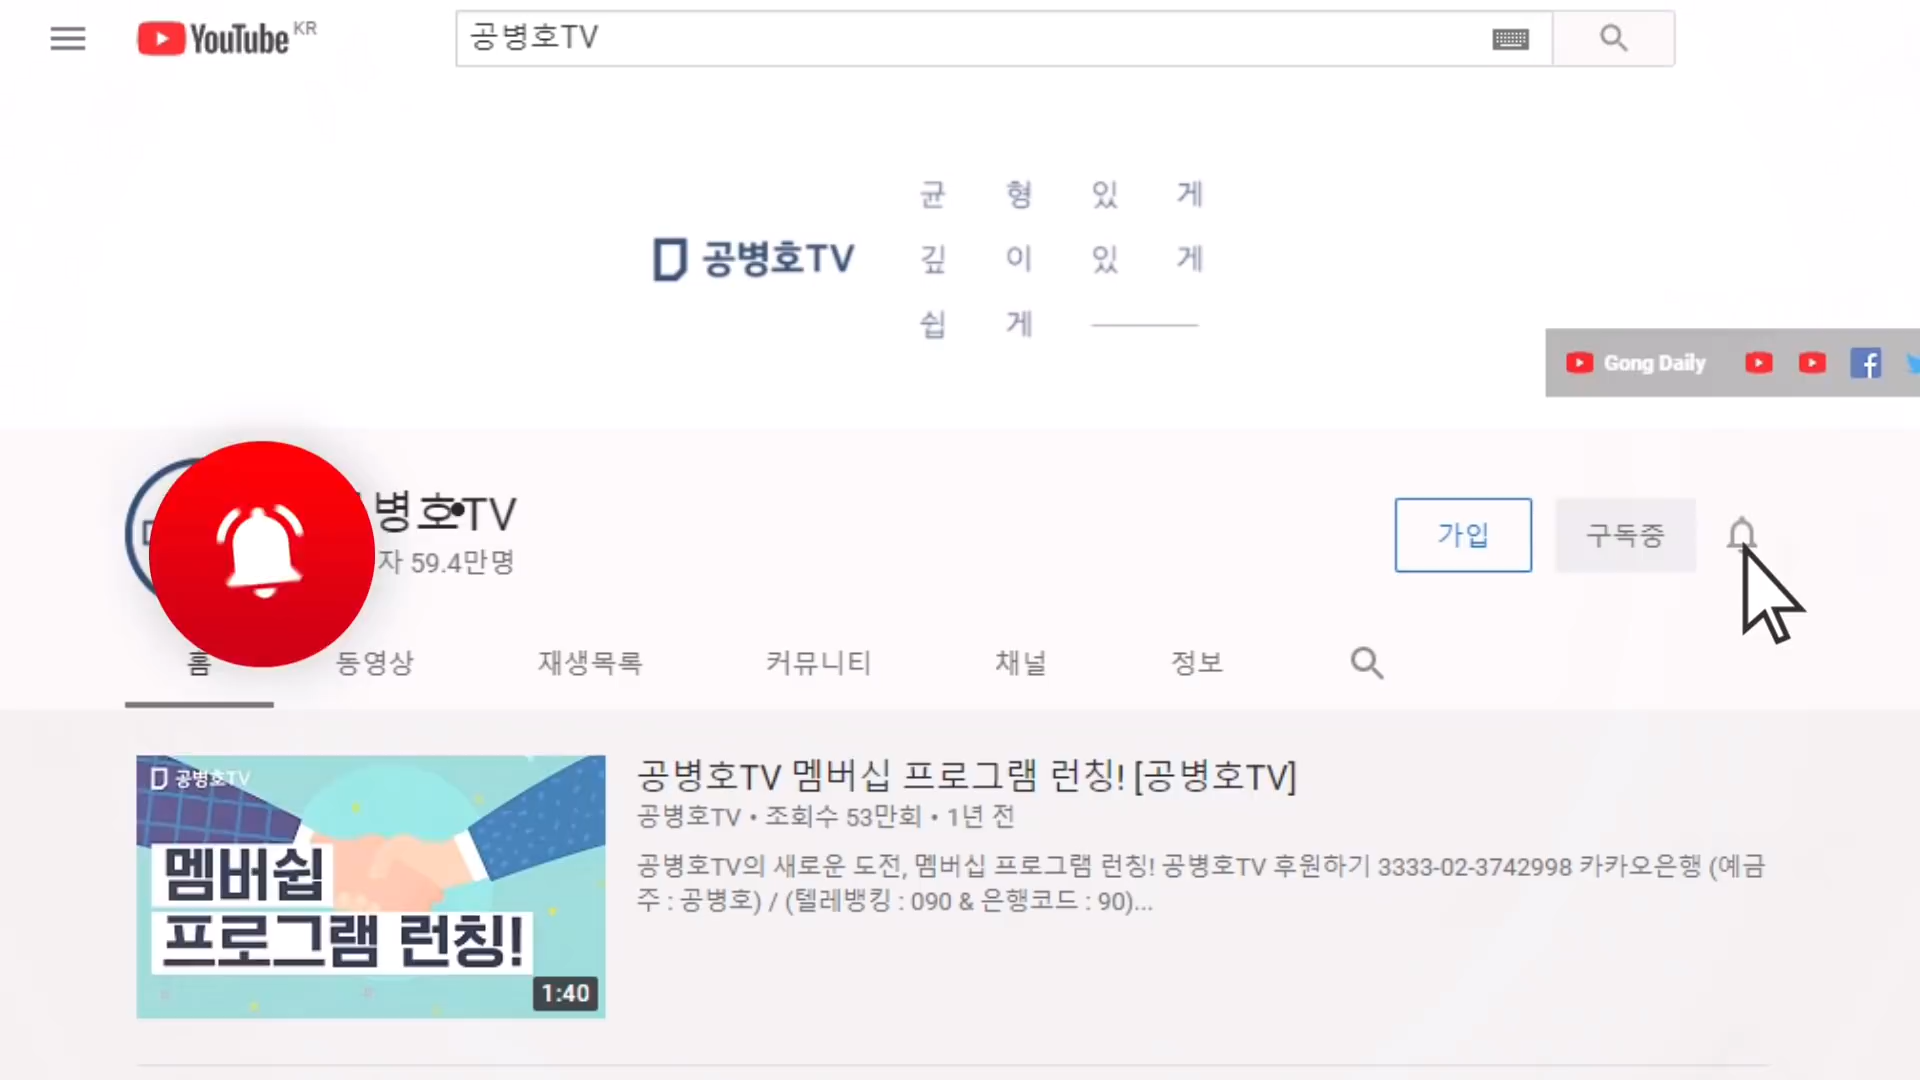 YouTube KR
공병호TV
균형있게
공병호TV 깊이있게
쉽게
Gong Daily
병호TV
자 59.4만명
가입 구독중
홈 동영상 재생목록 커뮤니티 채널 정보
공병호TV
멤버쉽
프로그램 런칭!
1:40
공병호TV 멤버십 프로그램 런칭! [공병호TV]
공병호TV • 조회수 53만회 • 1년 전
공병호TV의 새로운 도전, 멤버십 프로그램 런칭! 공병호TV 후원하기 3333-02-3742998 카카오은행 (예금
주 : 공병호) / (텔레뱅킹 : 090 & 은행코드 : 90)...